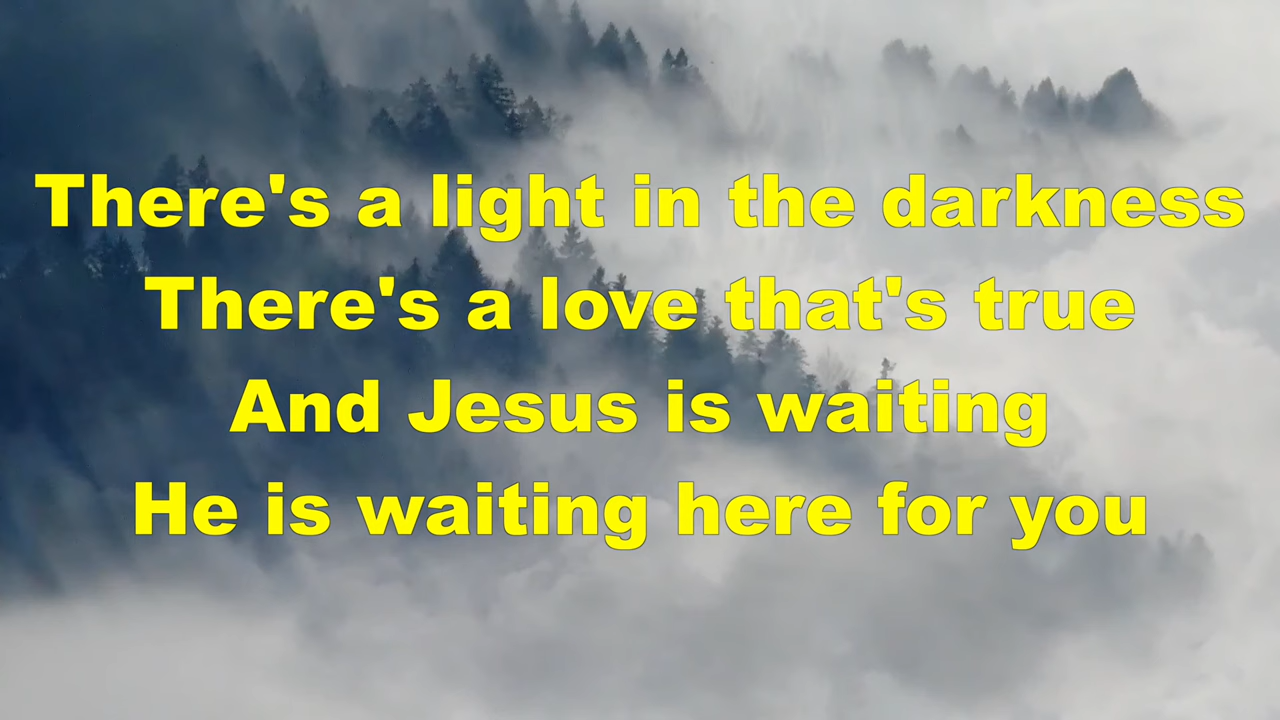 There's a light in the darkness
There's a love that's true
And Jesus is waiting
He is waiting here for you